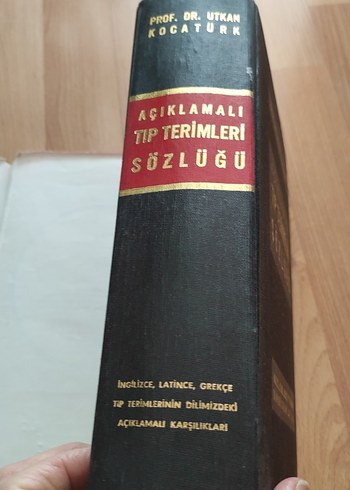 PROF. DR. UTKAN
KOCATÜRK
AÇIKLAMALI
TIP TERİMLERİ
SÖZLÜĞÜ
İNGİLİZCE, LATİNCE, GREKÇE
TIP TERİMLERİNİN DİLİMİZDEKİ
AÇIKLAMALI KARŞILIKLARI